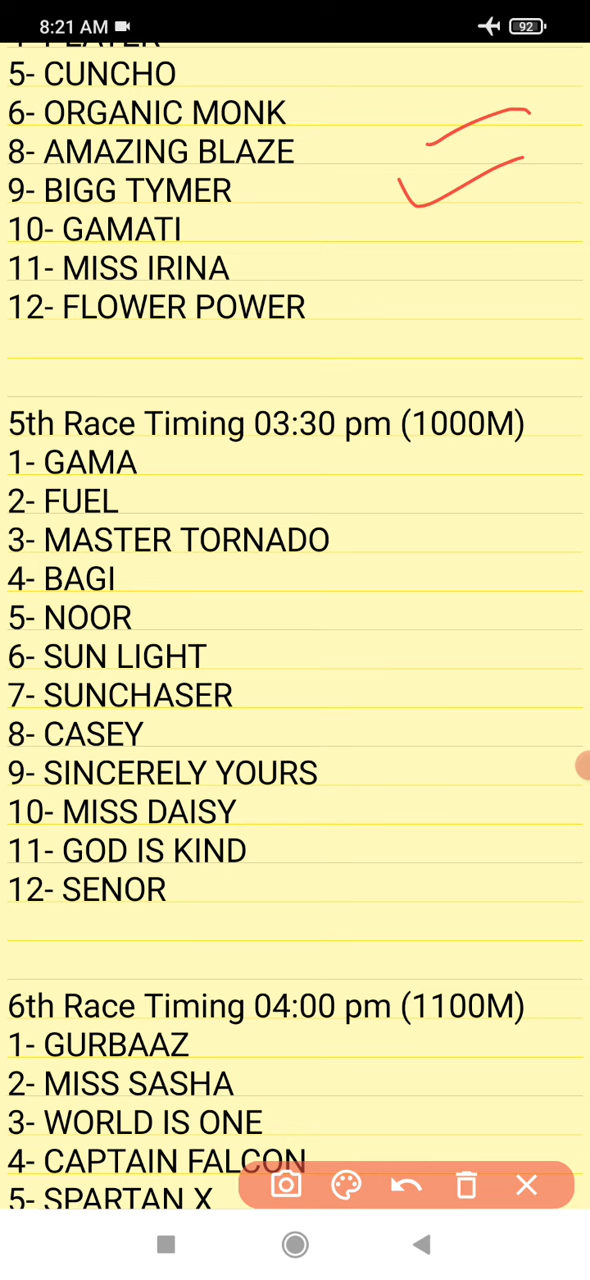 8:21 AM
92
5- CUNCHO
6- ORGANIC MONK
8- AMAZING BLAZE
9- BIGG TYMER
10- GAMATI
11- MISS IRINA
12- FLOWER POWER
5th Race Timing 03:30 pm (1000M)
1- GAMA
2- FUEL
3- MASTER TORNADO
4- BAGI
5- NOOR
6- SUN LIGHT
7- SUNCHASER
8- CASEY
9- SINCERELY YOURS
10- MISS DAISY
11- GOD IS KIND
12- SENOR
6th Race Timing 04:00 pm (1100M)
1- GURBAAZ
2- MISS SASHA
3- WORLD IS ONE
4- CAPTAIN FALCON
5- SPARTAN X